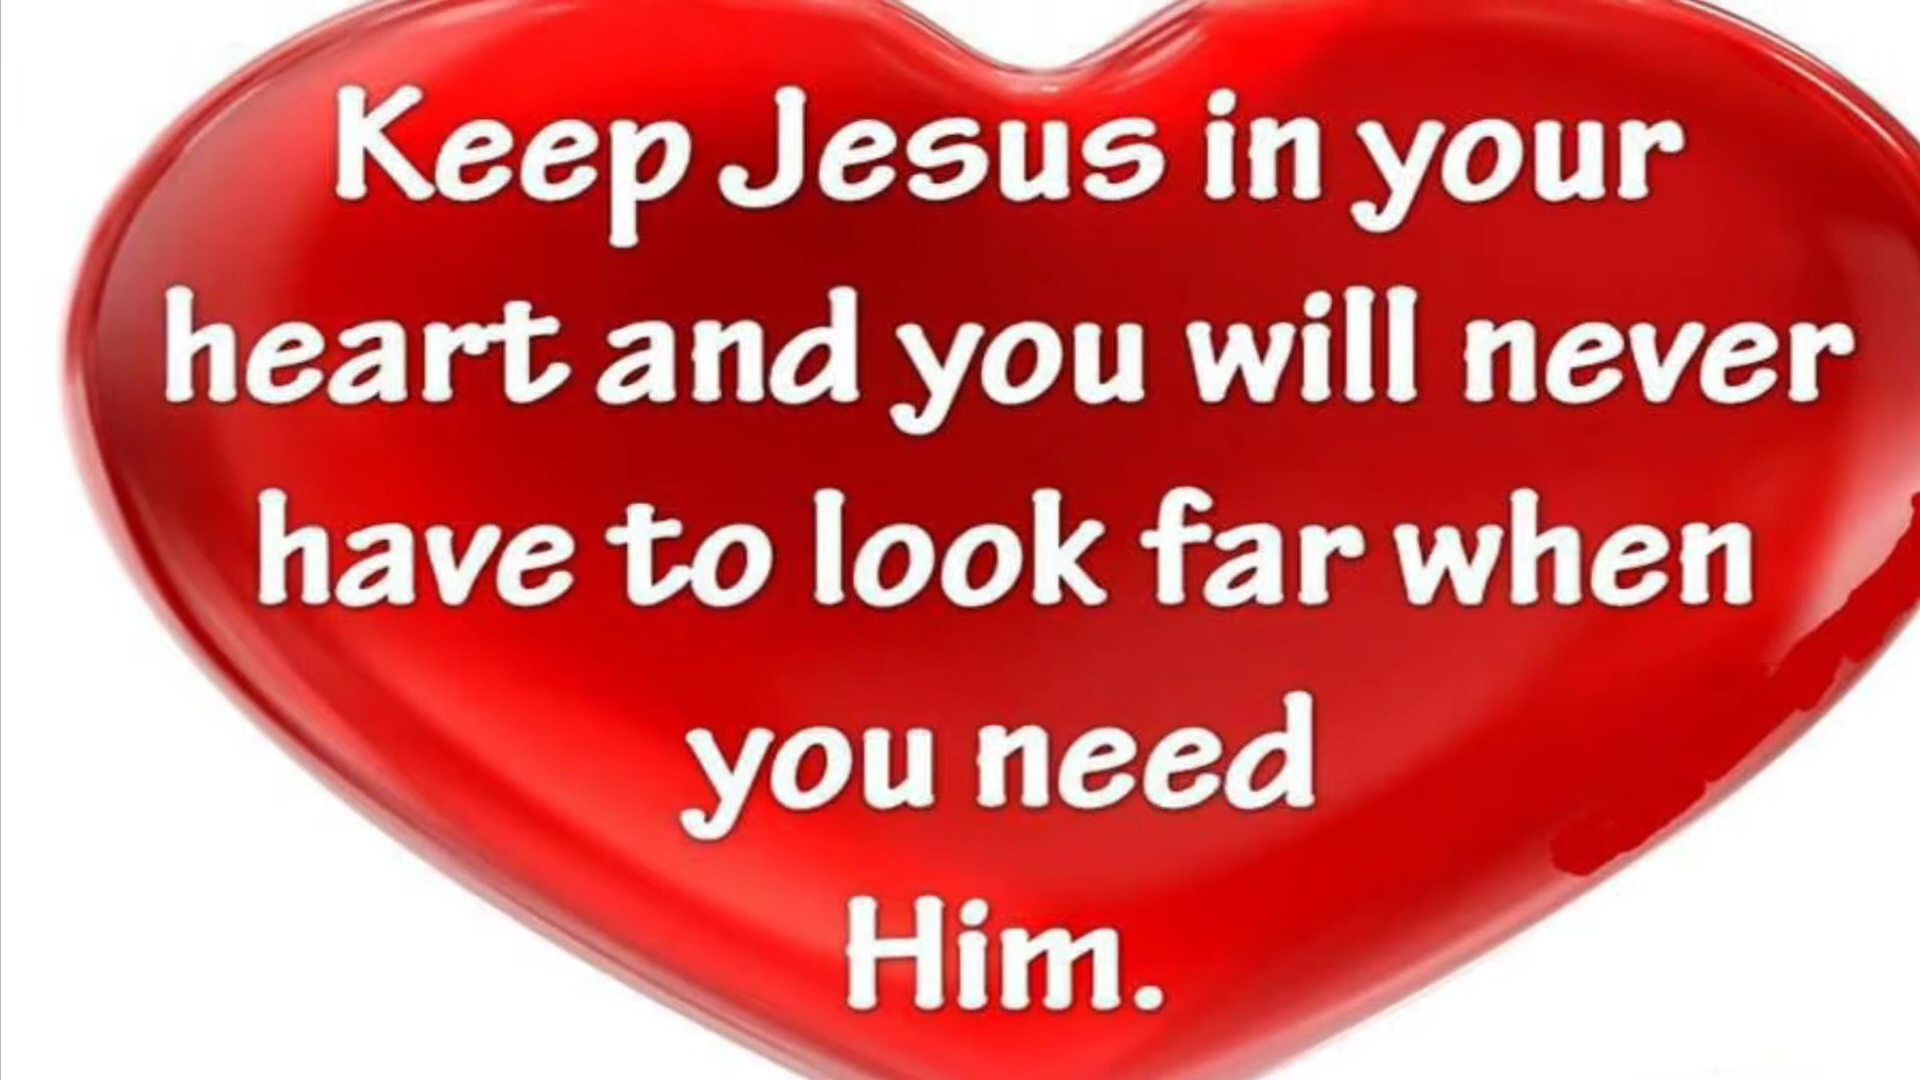 Keep Jesus in your
heart and you will never
have to look far when
you need
Him.